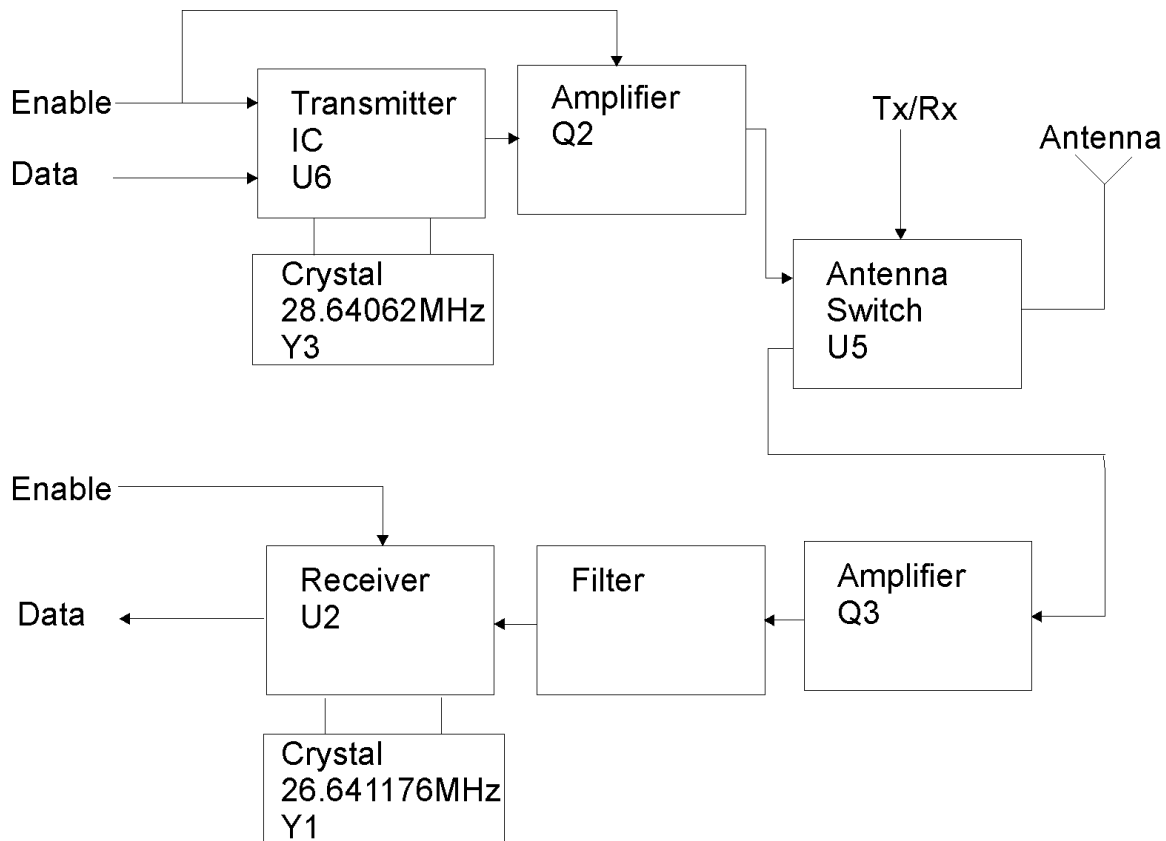 Enable
Data
Transmitter
IC
U6
Amplifier
Q2
Tx/Rx
Antenna
Crystal
28.64062MHz
Y3
Antenna
Switch
U5
Enable
Data
Receiver
U2
Filter
Amplifier
Q3
Crystal
26.641176MHz
Y1